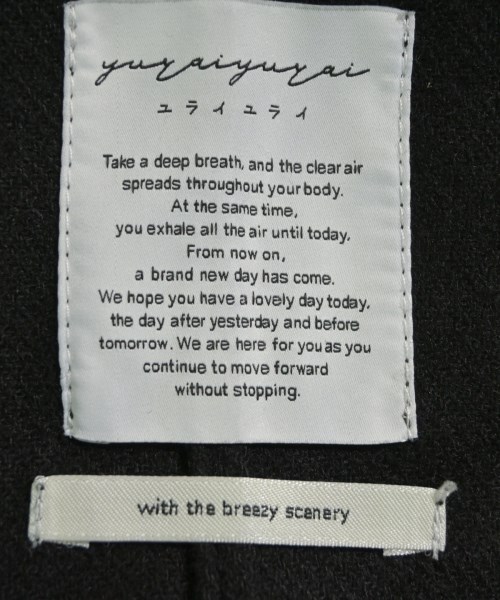 yuraiyurai
ユライユライ
Take a deep breath, and the clear air
spreads throughout your body.
At the same time,
you exhale all the air until today.
From now on,
a brand new day has come.
We hope you have a lovely day today,
the day after yesterday and before
tomorrow. We are here for you as you
continue to move forward
without stopping.
with the breezy scenery